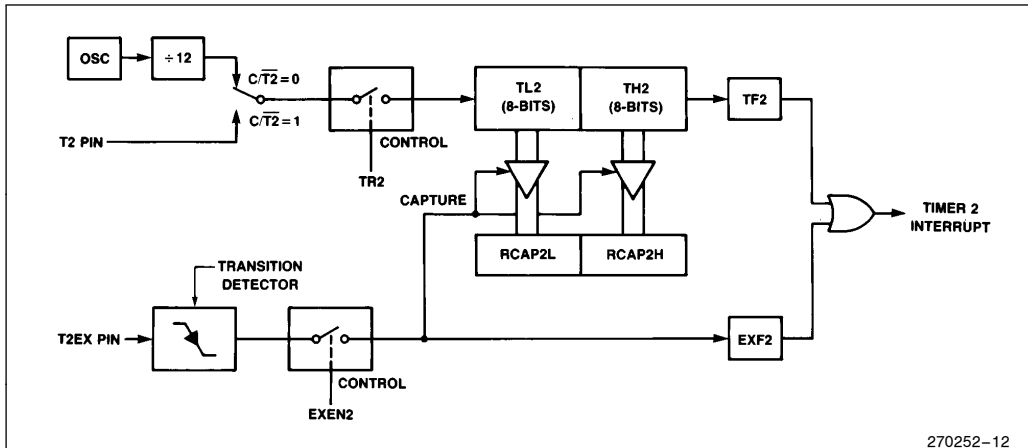 OSC
÷12
C/T2̅ = 0
C/T2̅ = 1
T2 PIN
CONTROL
TR2
TL2
(8-BITS)
TH2
(8-BITS)
TF2
CAPTURE
RCAP2L
RCAP2H
TIMER 2
INTERRUPT
TRANSITION
DETECTOR
T2EX PIN
CONTROL
EXEN2
EXF2
270252–12